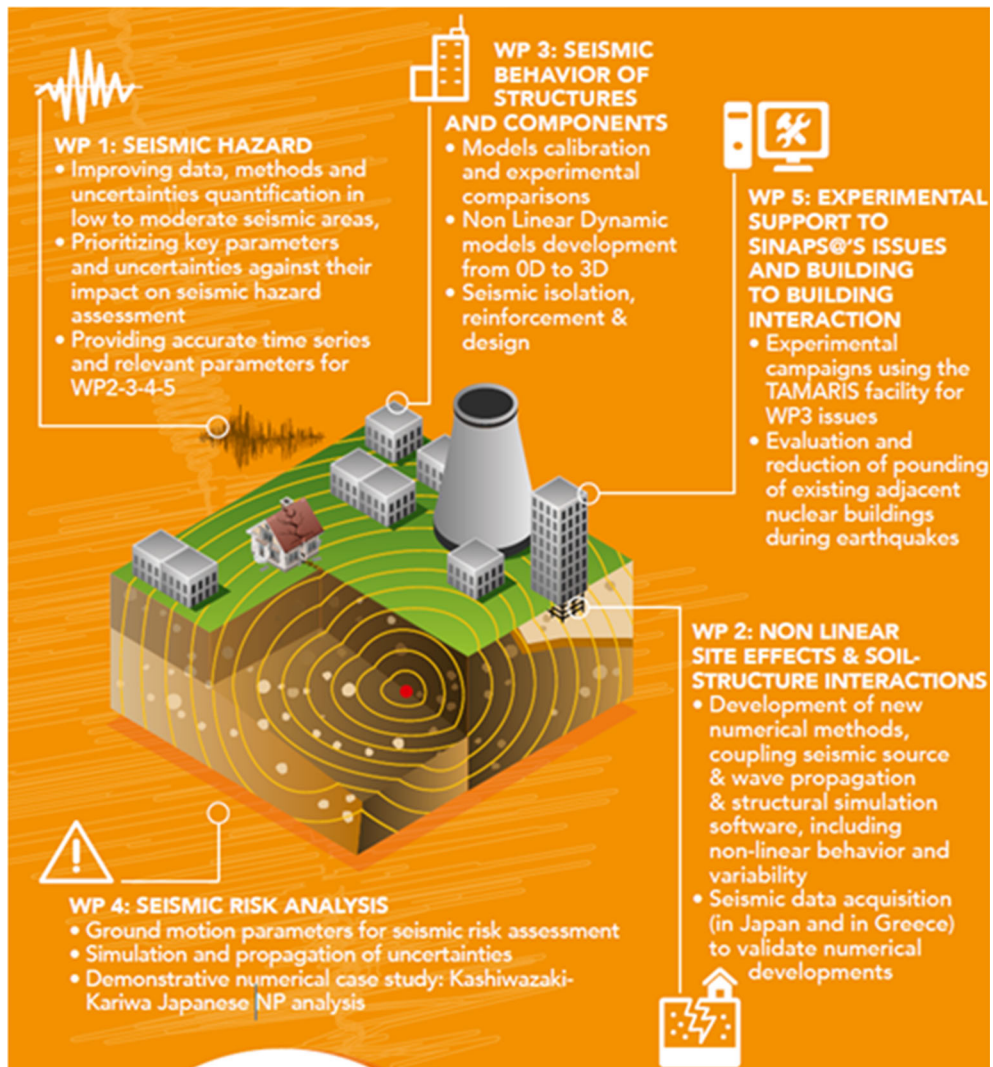 WP 1: SEISMIC HAZARD
• Improving data, methods and
uncertainties quantification in
low to moderate seismic areas,
• Prioritizing key parameters
and uncertainties against their
impact on seismic hazard
assessment
• Providing accurate time series
and relevant parameters for
WP2-3-4-5
WP 3: SEISMIC
BEHAVIOR OF
STRUCTURES
AND COMPONENTS
• Models calibration
and experimental
comparisons
• Non Linear Dynamic
models development
from 0D to 3D
• Seismic isolation,
reinforcement &
design
WP 5: EXPERIMENTAL
SUPPORT TO
SINAPS@'S ISSUES
AND BUILDING
TO BUILDING
INTERACTION
• Experimental
campaigns using the
TAMARIS facility for
WP3 issues
• Evaluation and
reduction of pounding
of existing adjacent
nuclear buildings
during earthquakes
WP 2: NON LINEAR
SITE EFFECTS & SOIL-
STRUCTURE INTERACTIONS
• Development of new
numerical methods,
coupling seismic source
& wave propagation
& structural simulation
software, including
non-linear behavior and
variability
• Seismic data acquisition
(in Japan and in Greece)
to validate numerical
developments
WP 4: SEISMIC RISK ANALYSIS
• Ground motion parameters for seismic risk assessment
• Simulation and propagation of uncertainties
• Demonstrative numerical case study: Kashiwazaki-
Kariwa Japanese NP analysis